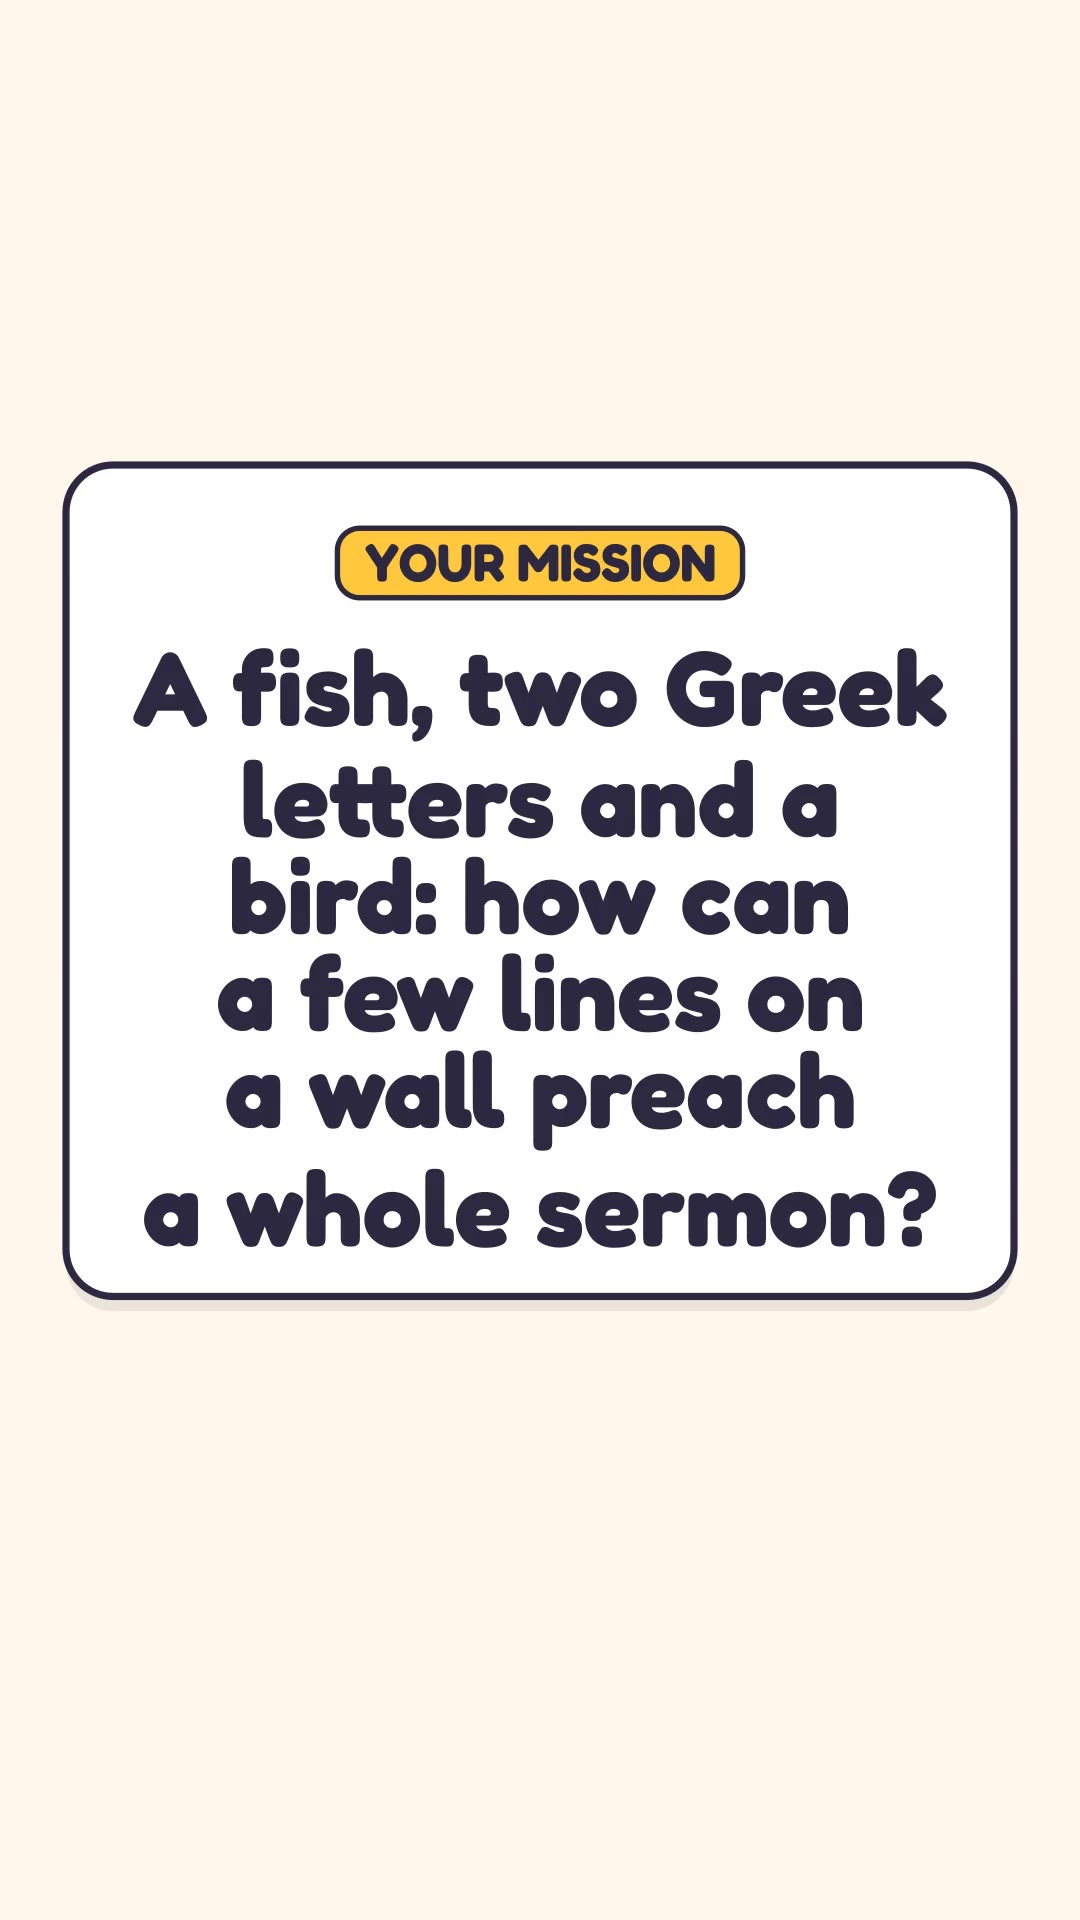 YOUR MISSION
A fish, two Greek
letters and a
bird: how can
a few lines on
a wall preach
a whole sermon?